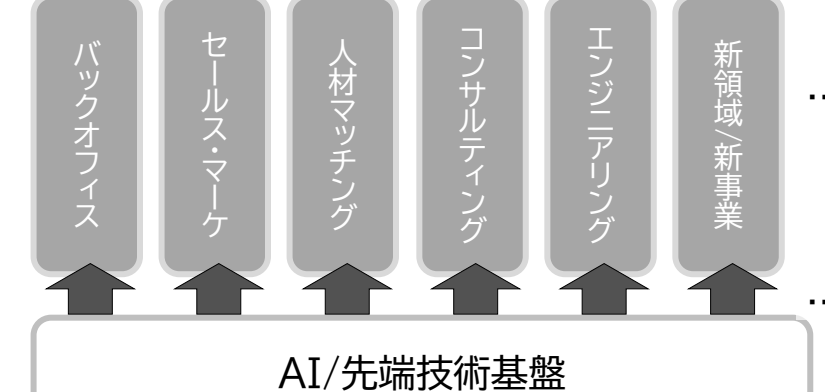 バックオフィス
セールス・マーケ
人材マッチング
コンサルティング
エンジニアリング
新領域/新事業
…
…
AI/先端技術基盤